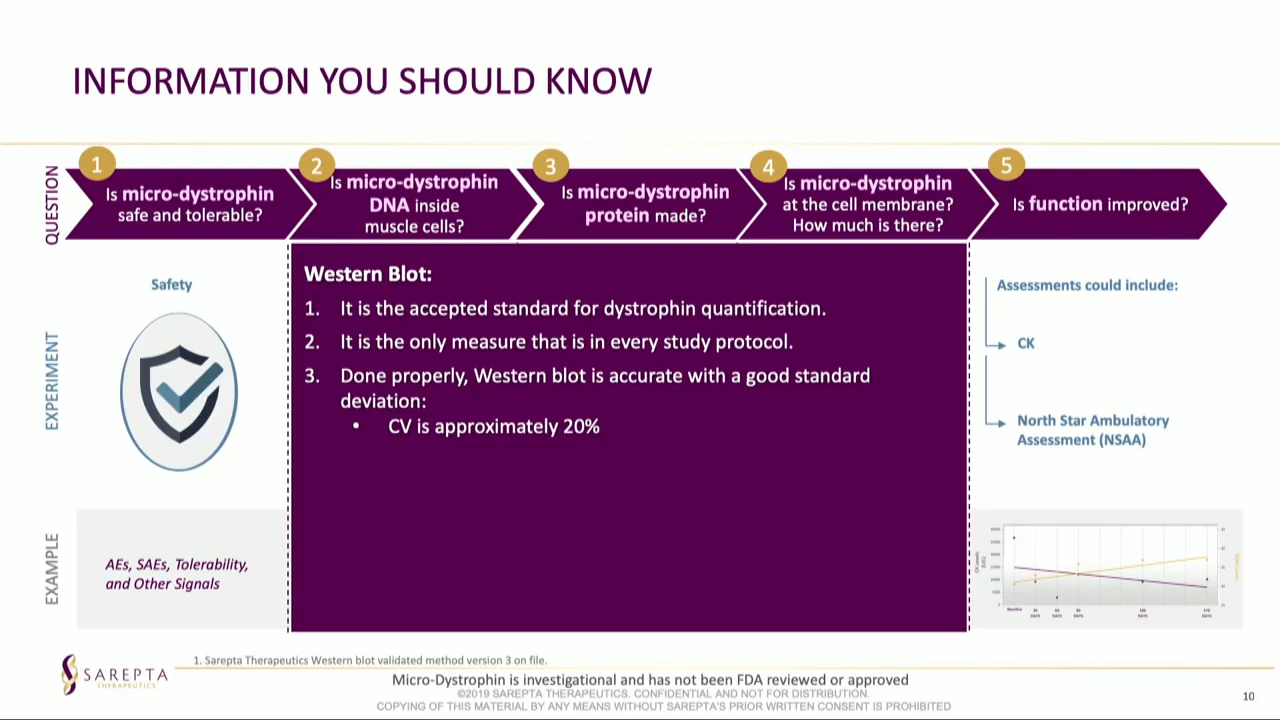 INFORMATION YOU SHOULD KNOW
QUESTION
1
Is micro-dystrophin
safe and tolerable?
2
Is micro-dystrophin
DNA inside
muscle cells?
3
Is micro-dystrophin
protein made?
4
Is micro-dystrophin
at the cell membrane?
How much is there?
5
Is function improved?
EXPERIMENT
Safety
Western Blot:
1. It is the accepted standard for dystrophin quantification.
2. It is the only measure that is in every study protocol.
3. Done properly, Western blot is accurate with a good standard
deviation:
• CV is approximately 20%
Assessments could include:
CK
North Star Ambulatory
Assessment (NSAA)
EXAMPLE
AEs, SAEs, Tolerability,
and Other Signals
Baseline
SAREPTA
THERAPEUTICS
1. Sarepta Therapeutics Western blot validated method version 3 on file.
Micro-Dystrophin is investigational and has not been FDA reviewed or approved
©2019 SAREPTA THERAPEUTICS. CONFIDENTIAL AND NOT FOR DISTRIBUTION.
COPYING OF THIS MATERIAL BY ANY MEANS WITHOUT SAREPTA'S PRIOR WRITTEN CONSENT IS PROHIBITED
10